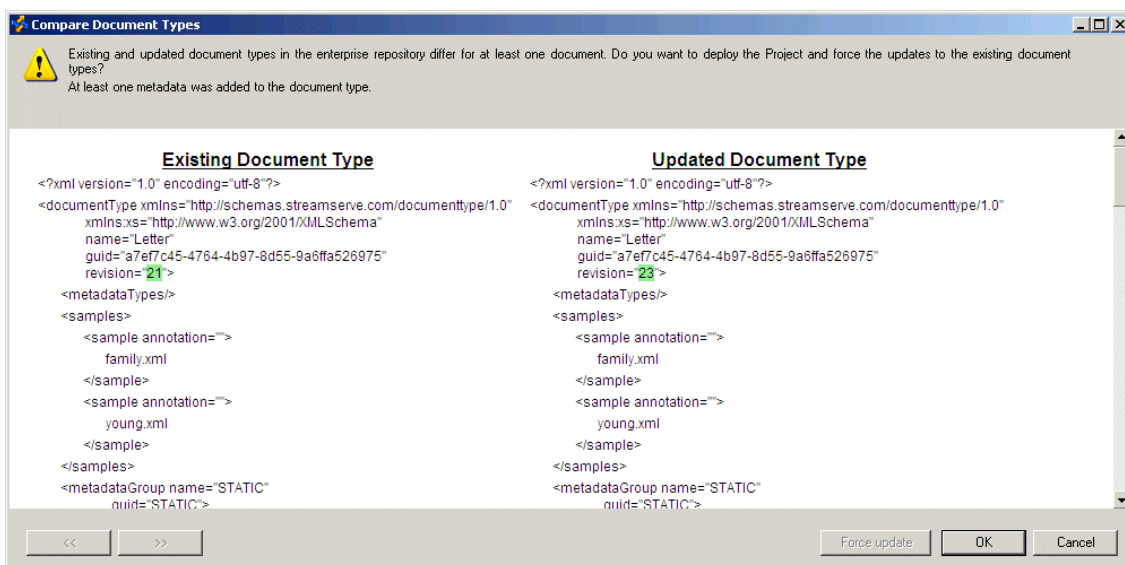 Compare Document Types
Existing and updated document types in the enterprise repository differ for at least one document. Do you want to deploy the Project and force the updates to the existing document
types?
At least one metadata was added to the document type.
Existing Document Type
<?xml version="1.0" encoding="utf-8"?>
<documentType xmlns="http://schemas.streamserve.com/documenttype/1.0"
xmlns:xs="http://www.w3.org/2001/XMLSchema"
name="Letter"
guid="a7ef7c45-4764-4b97-8d55-9a6ffa526975"
revision="21">
<metadataTypes/>
<samples>
<sample annotation="">
family.xml
</sample>
<sample annotation="">
young.xml
</sample>
</samples>
<metadataGroup name="STATIC"
guid="STATIC">
Updated Document Type
<?xml version="1.0" encoding="utf-8"?>
<documentType xmlns="http://schemas.streamserve.com/documenttype/1.0"
xmlns:xs="http://www.w3.org/2001/XMLSchema"
name="Letter"
guid="a7ef7c45-4764-4b97-8d55-9a6ffa526975"
revision="23">
<metadataTypes/>
<samples>
<sample annotation="">
family.xml
</sample>
<sample annotation="">
young.xml
</sample>
</samples>
<metadataGroup name="STATIC"
guid="STATIC">
<<
>>
Force update
OK
Cancel